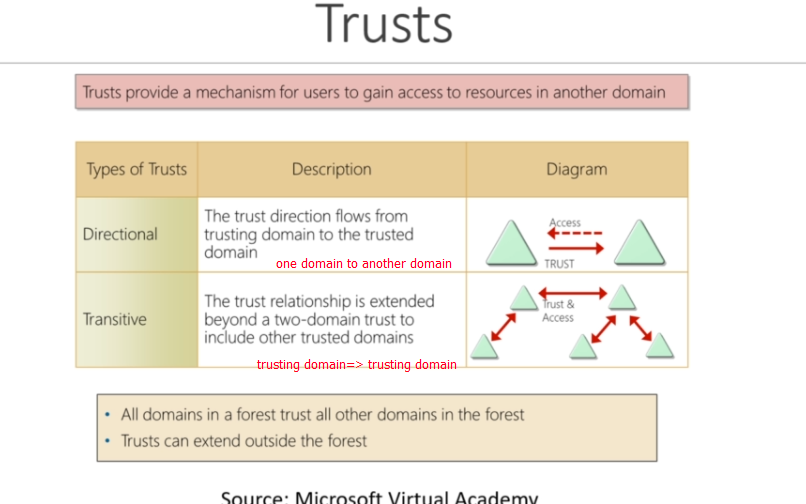 Trusts
Trusts provide a mechanism for users to gain access to resources in another domain
Types of Trusts
Description
Diagram
Directional
The trust direction flows from
trusting domain to the trusted
domain
one domain to another domain
Access
TRUST
Transitive
The trust relationship is extended
beyond a two-domain trust to
include other trusted domains
trusting domain=> trusting domain
Trust &
Access
• All domains in a forest trust all other domains in the forest
• Trusts can extend outside the forest
Source: Microsoft Virtual Academy